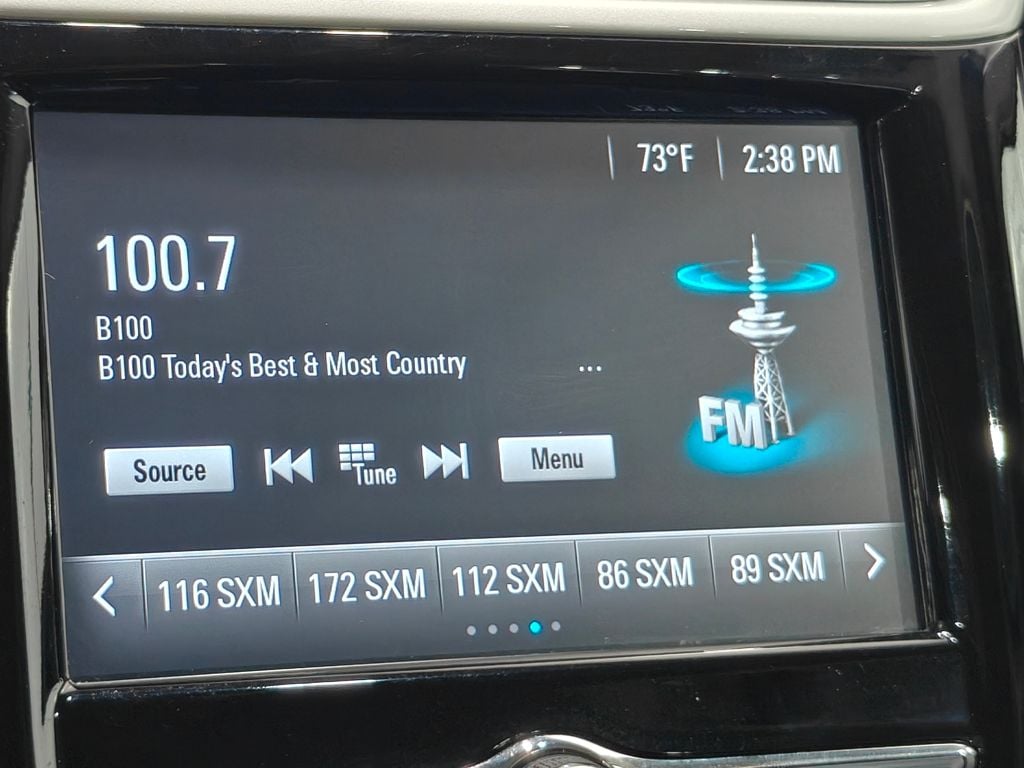 73°F 2:38 PM
100.7
B100
B100 Today's Best & Most Country ...
FM
Source Tune Menu
116 SXM 172 SXM 112 SXM 86 SXM 89 SXM